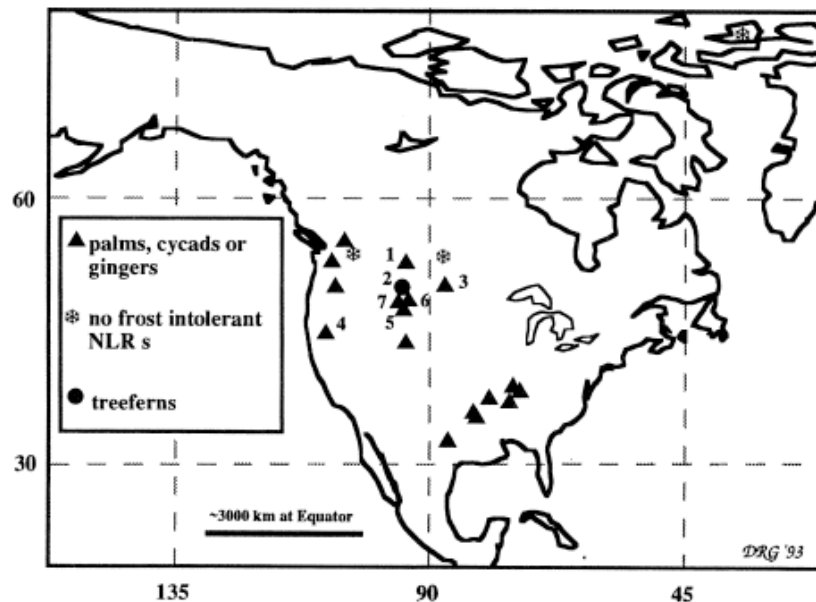 60
palms, cycads or
gingers
no frost intolerant
NLR s
treeferns
1
2
3
7
6
4
5
30
~3000 km at Equator
DRG '93
135
90
45